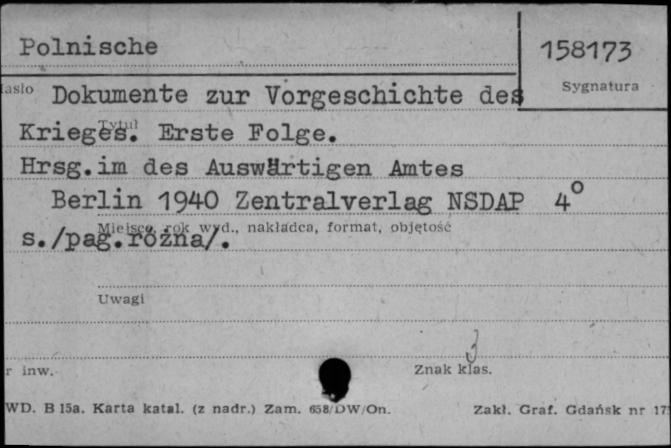 Polnische
158173
Sygnatura
asło Dokumente zur Vorgeschichte des
Tytuł
Krieges. Erste Folge.
Hrsg.im des Auswärtigen Amtes
Berlin 1940 Zentralverlag NSDAP 4°
Miejsce, rok wyd., nakładca, format, objętość
s./pag.różna/.
Uwagi
3
r inw.
Znak klas.
WD. B 15a. Karta katal. (z nadr.) Zam. 658/DW/On.
Zakł. Graf. Gdańsk nr 17